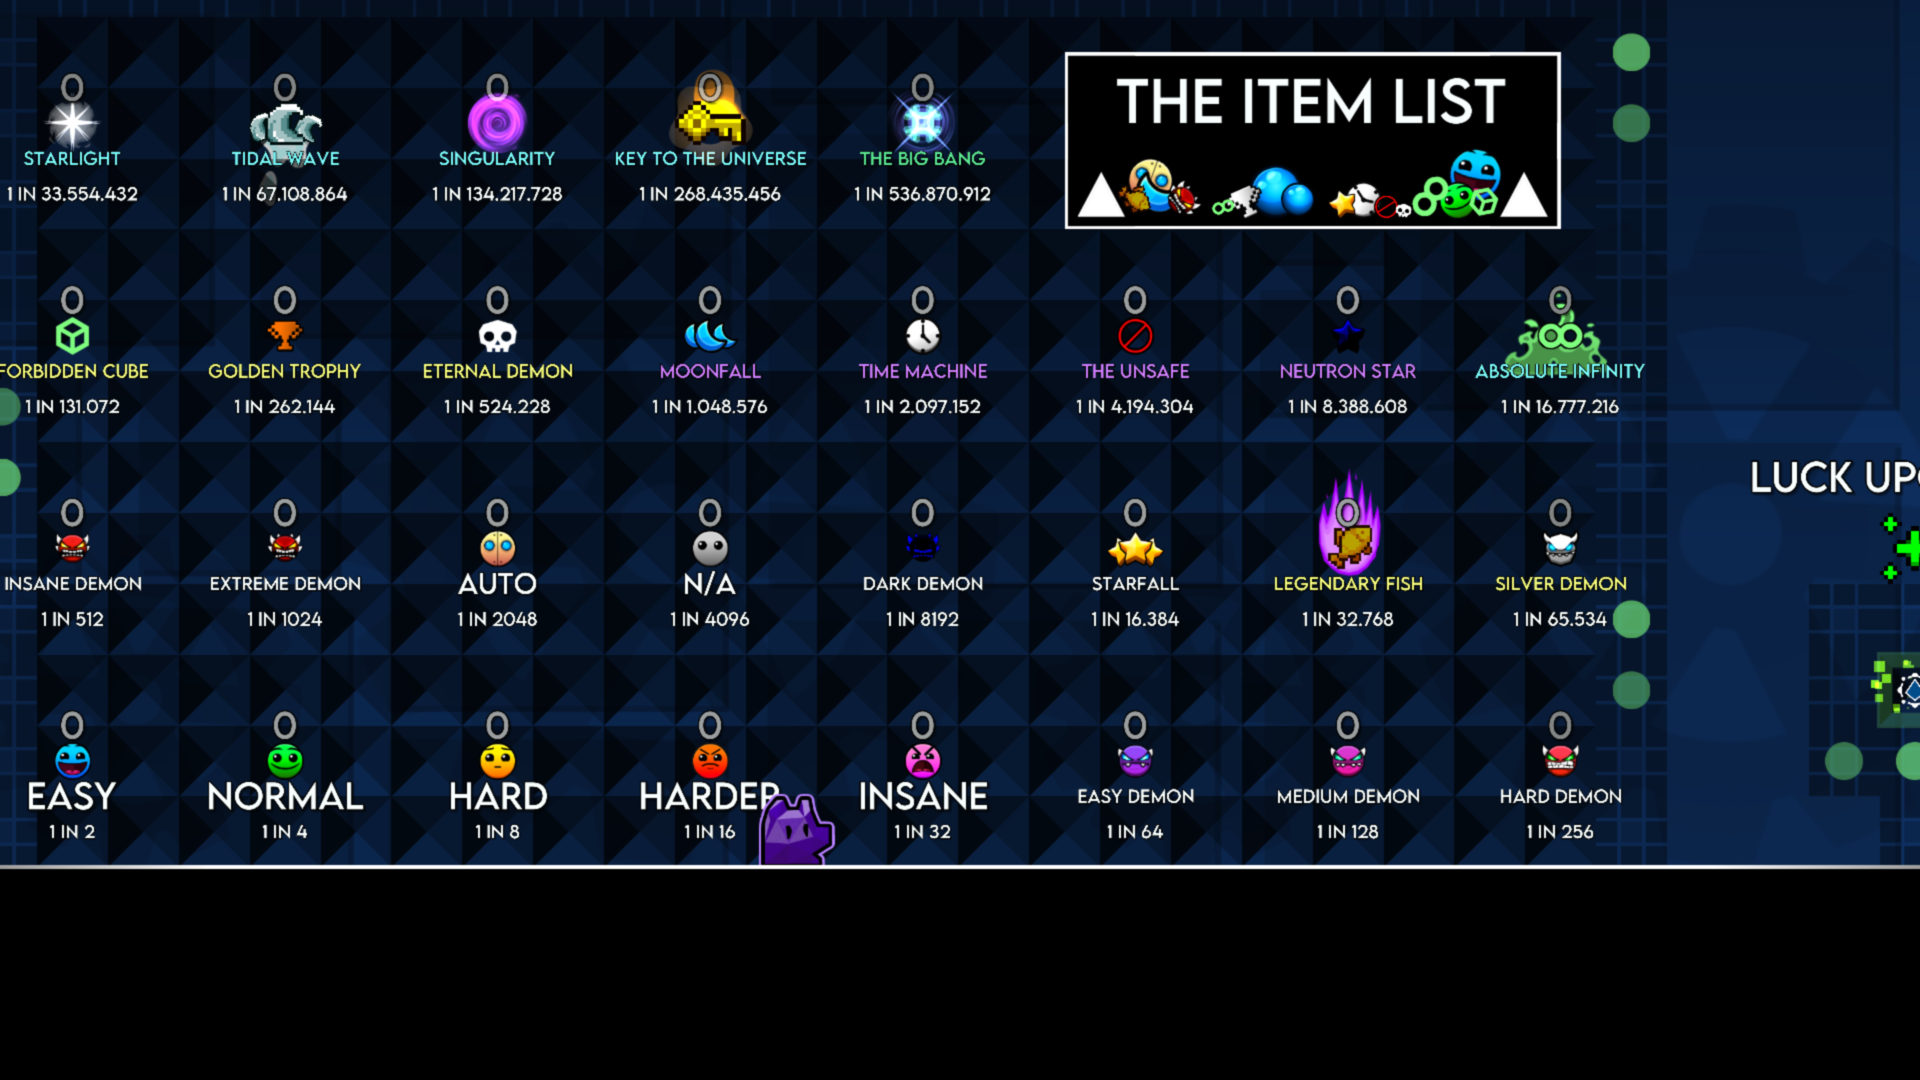 THE ITEM LIST
0 0 0 0 0
STARLIGHT TIDAL WAVE SINGULARITY KEY TO THE UNIVERSE THE BIG BANG
1 IN 33.554.432 1 IN 67.108.864 1 IN 134.217.728 1 IN 268.435.456 1 IN 536.870.912
0 0 0 0 0 0 0 0
FORBIDDEN CUBE GOLDEN TROPHY ETERNAL DEMON MOONFALL TIME MACHINE THE UNSAFE NEUTRON STAR ABSOLUTE INFINITY
1 IN 131.072 1 IN 262.144 1 IN 524.228 1 IN 1.048.576 1 IN 2.097.152 1 IN 4.194.304 1 IN 8.388.608 1 IN 16.777.216
LUCK UP
0 0 0 0 0 0 0 0
INSANE DEMON EXTREME DEMON AUTO N/A DARK DEMON STARFALL LEGENDARY FISH SILVER DEMON
1 IN 512 1 IN 1024 1 IN 2048 1 IN 4096 1 IN 8192 1 IN 16.384 1 IN 32.768 1 IN 65.534
0 0 0 0 0 0 0 0
EASY NORMAL HARD HARDER INSANE EASY DEMON MEDIUM DEMON HARD DEMON
1 IN 2 1 IN 4 1 IN 8 1 IN 16 1 IN 32 1 IN 64 1 IN 128 1 IN 256